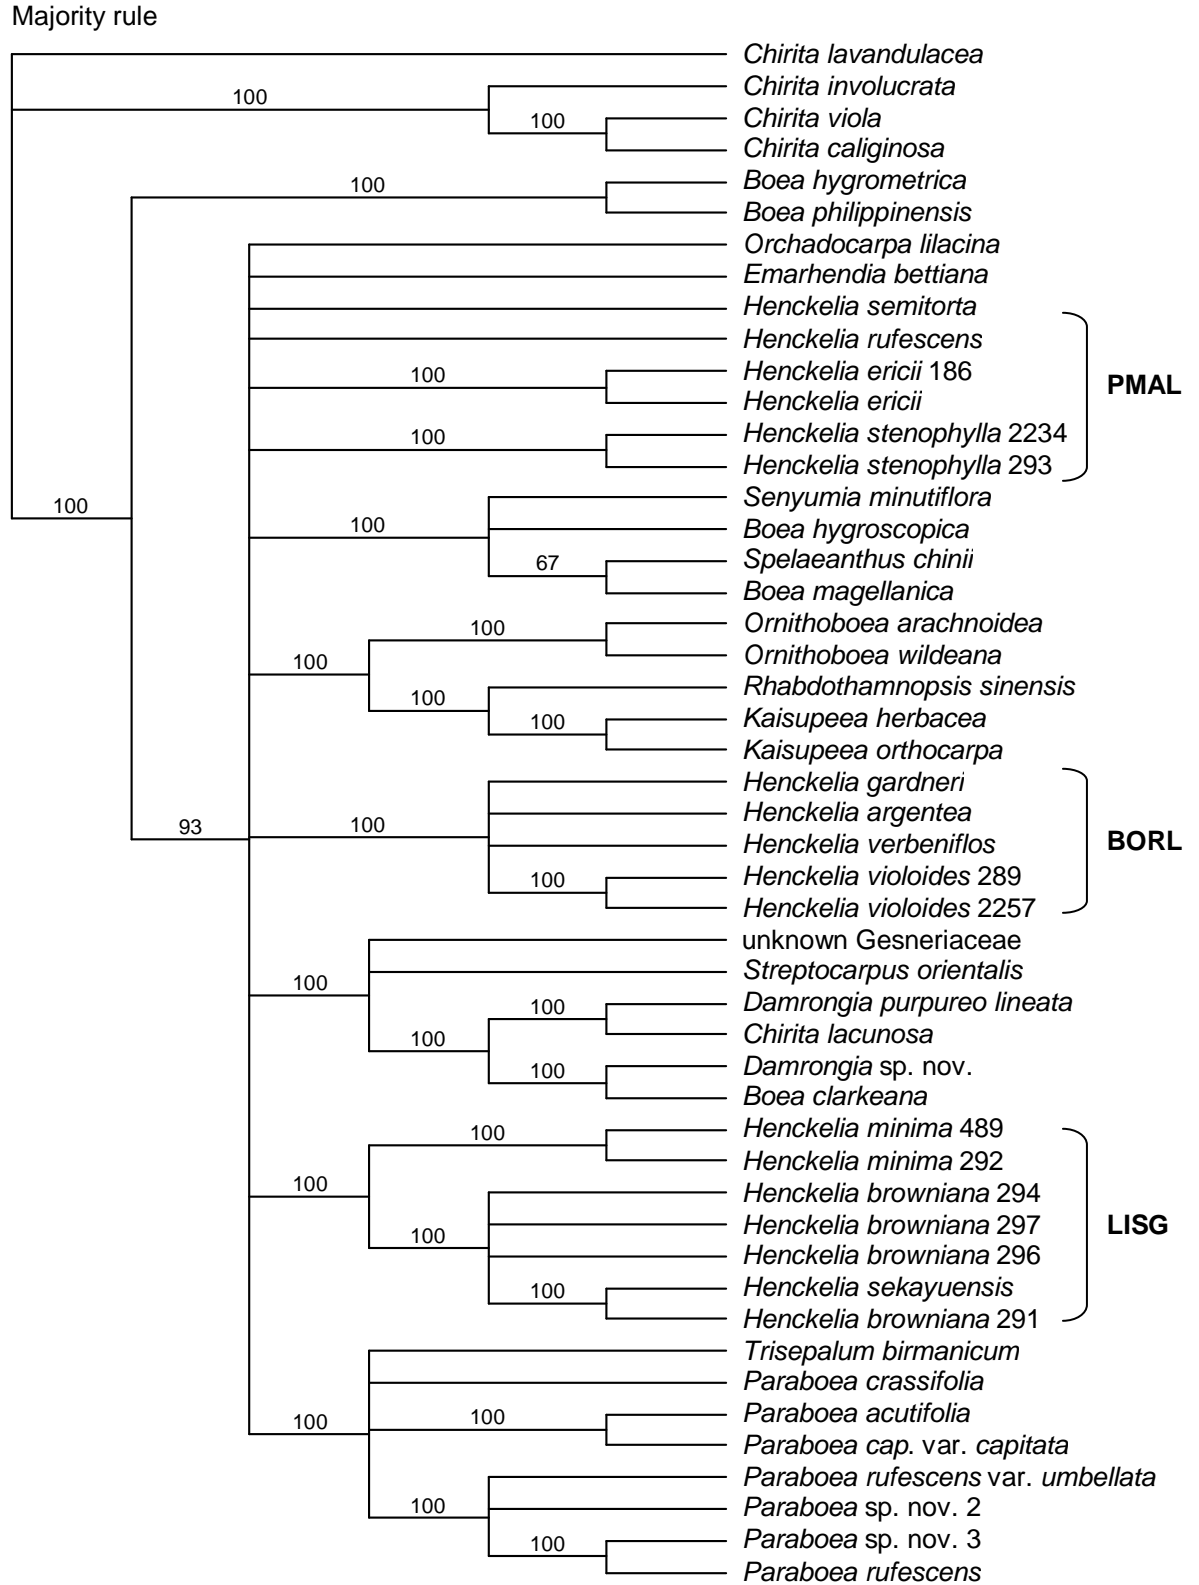 Majority rule
Chirita lavandulacea
Chirita involucrata
100
Chirita viola
100
Chirita caliginosa
Boea hygrometrica
100
Boea philippinensis
Orchadocarpa lilacina
Emarhendia bettiana
Henckelia semitorta
Henckelia rufescens
Henckelia ericii 186
100
PMAL
Henckelia ericii
Henckelia stenophylla 2234
100
Henckelia stenophylla 293
Senyumia minutiflora
100
100
Boea hygroscopica
Spelaeanthus chinii
67
Boea magellanica
Ornithoboea arachnoidea
100
Ornithoboea wildeana
100
Rhabdothamnopsis sinensis
100
Kaisupeea herbacea
100
Kaisupeea orthocarpa
Henckelia gardneri
Henckelia argentea
93
100
BORL
Henckelia verbeniflos
Henckelia violoides 289
100
Henckelia violoides 2257
unknown Gesneriaceae
Streptocarpus orientalis
100
Damrongia purpureo lineata
100
Chirita lacunosa
100
Damrongia sp. nov.
100
Boea clarkeana
Henckelia minima 489
100
Henckelia minima 292
100
Henckelia browniana 294
Henckelia browniana 297
LISG
100
Henckelia browniana 296
Henckelia sekayuensis
100
Henckelia browniana 291
Trisepalum birmanicum
Paraboea crassifolia
Paraboea acutifolia
100
100
Paraboea cap. var. capitata
Paraboea rufescens var. umbellata
100
Paraboea sp. nov. 2
Paraboea sp. nov. 3
100
Paraboea rufescens